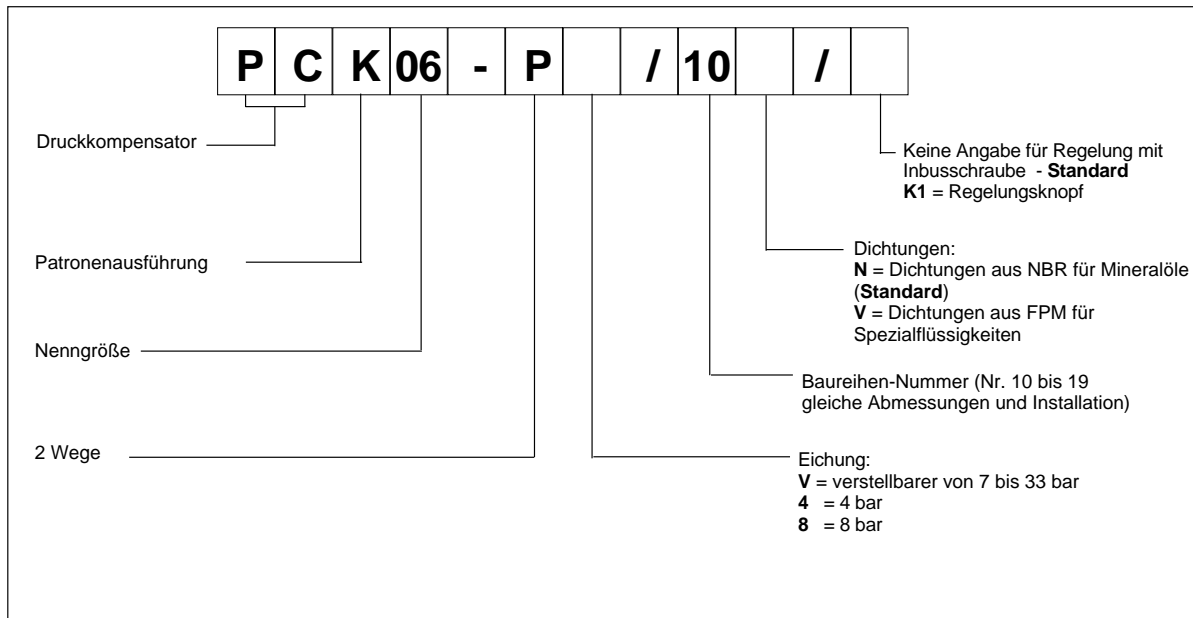 P C K 06 - P / 10 /
Druckkompensator
Patronenausführung
Nenngröße
2 Wege
Keine Angabe für Regelung mit
Inbusschraube - Standard
K1 = Regelungsknopf
Dichtungen:
N = Dichtungen aus NBR für Mineralöle
(Standard)
V = Dichtungen aus FPM für
Spezialflüssigkeiten
Baureihen-Nummer (Nr. 10 bis 19
gleiche Abmessungen und Installation)
Eichung:
V = verstellbarer von 7 bis 33 bar
4 = 4 bar
8 = 8 bar